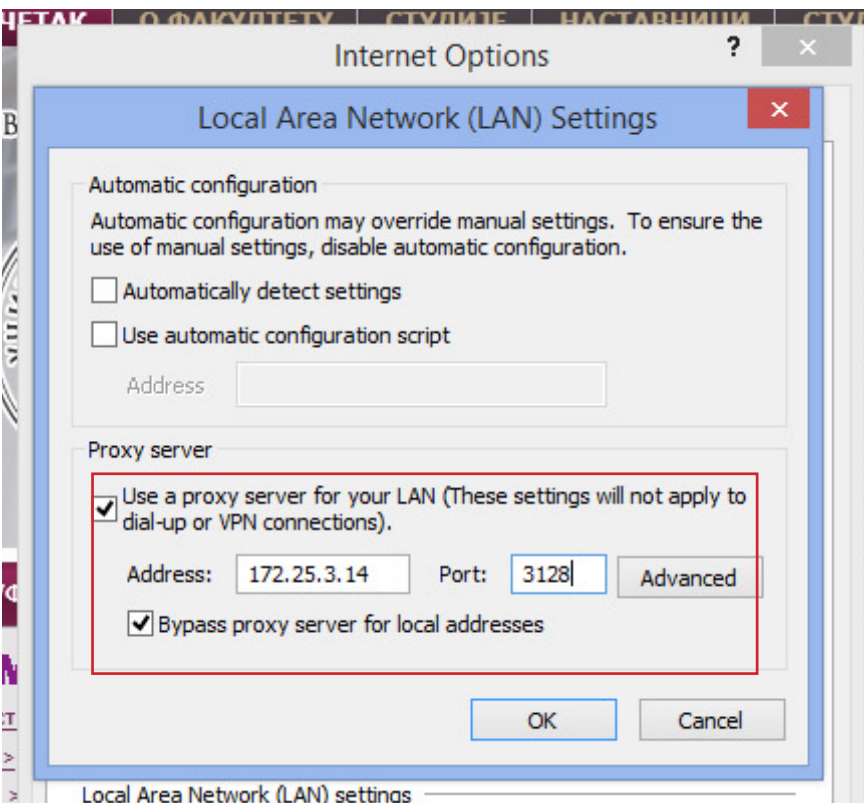 ЧЕТАК О ФАКУЛТЕТУ СТУДИЈЕ НАСТАВНИЦИ СТУ
Internet Options ?
Local Area Network (LAN) Settings
Automatic configuration
Automatic configuration may override manual settings. To ensure the
use of manual settings, disable automatic configuration.
Automatically detect settings
Use automatic configuration script
Address
Proxy server
Use a proxy server for your LAN (These settings will not apply to
dial-up or VPN connections).
Address: 172.25.3.14 Port: 3128 Advanced
Bypass proxy server for local addresses
OK Cancel
Local Area Network (LAN) settings